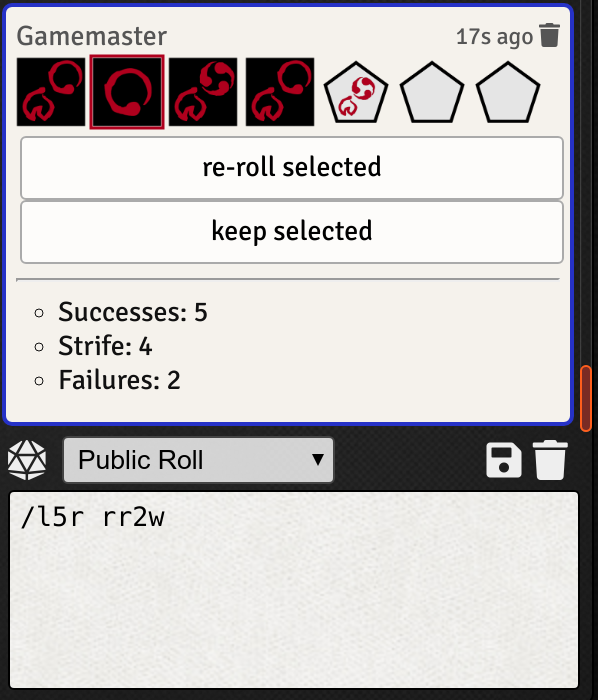 Gamemaster
17s ago
re-roll selected
keep selected
Successes: 5
Strife: 4
Failures: 2
Public Roll
/l5r rr2w